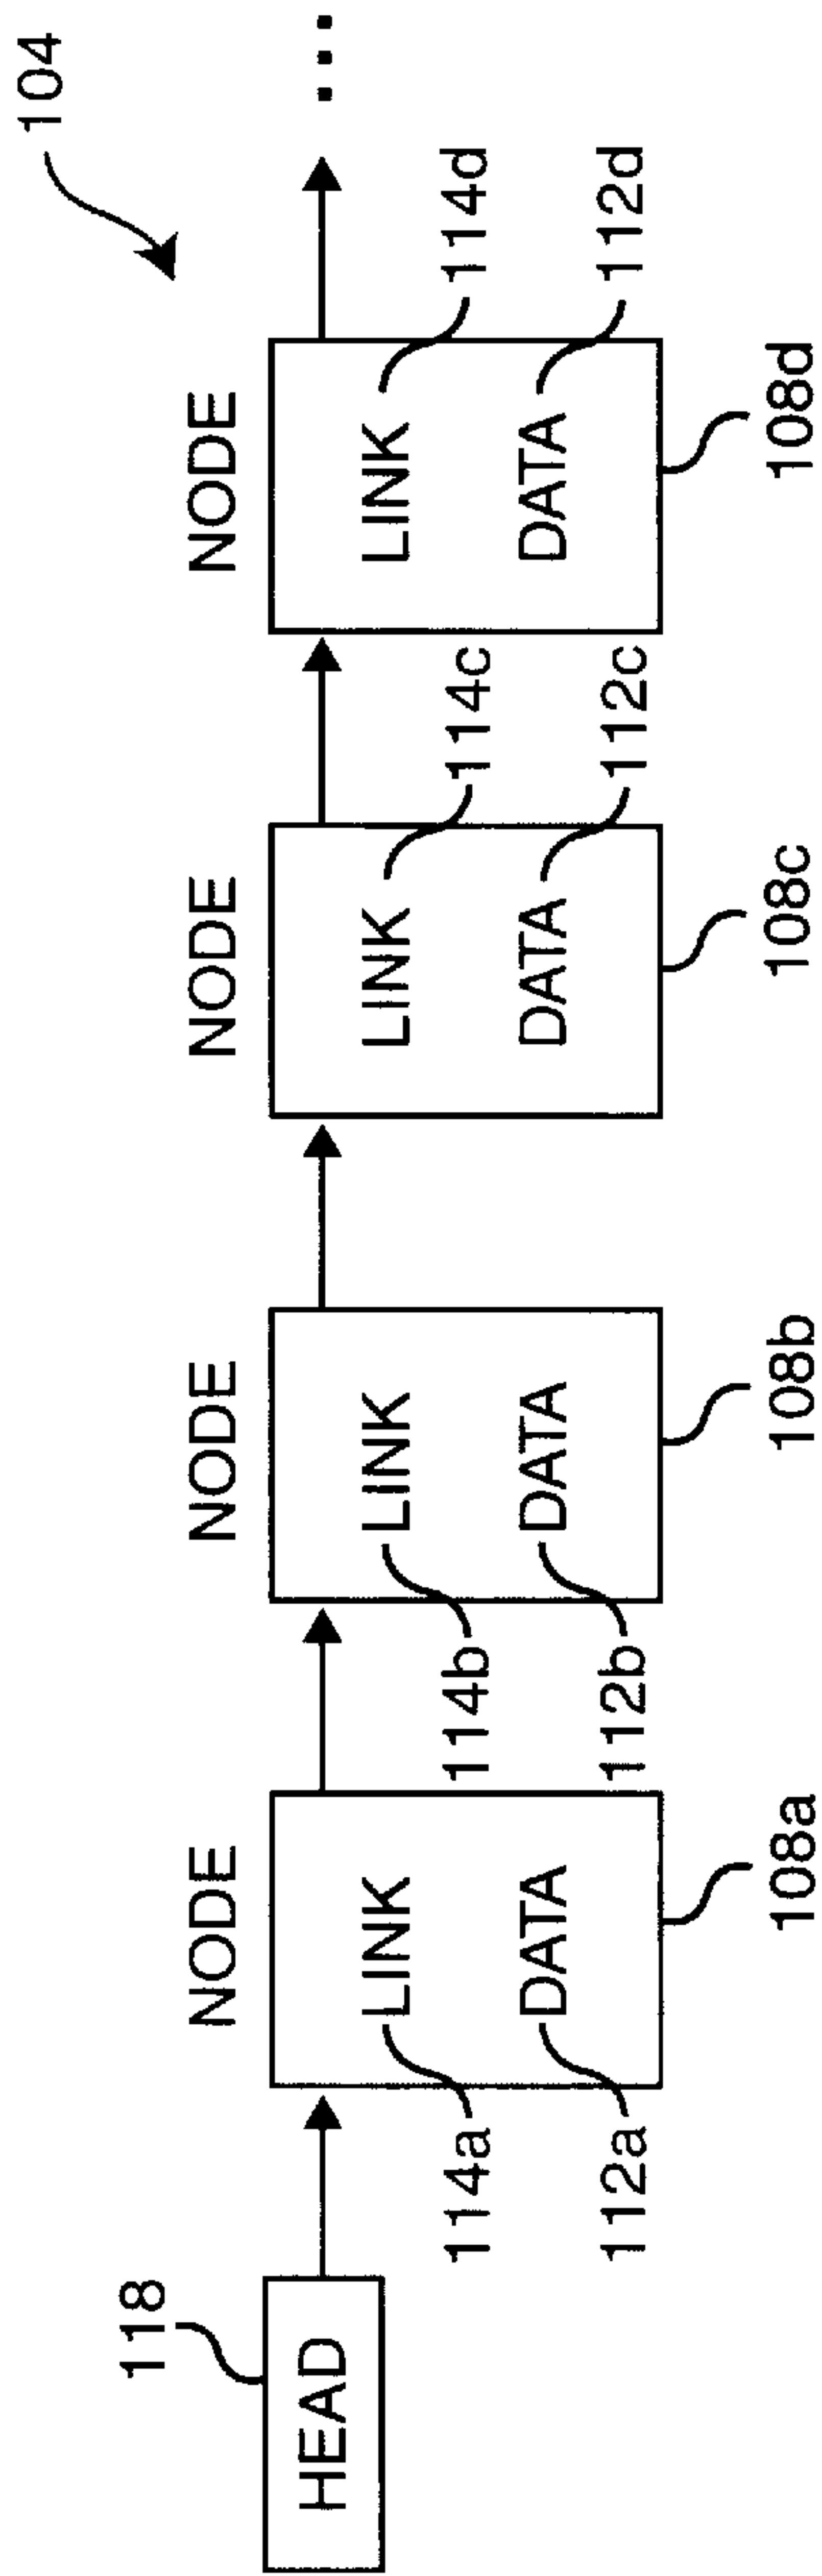 104
NODE NODE NODE NODE
118
HEAD
LINK LINK LINK LINK
114a 114b 114c 114d
DATA DATA DATA DATA
112a 112b 112c 112d
108a 108b 108c 108d